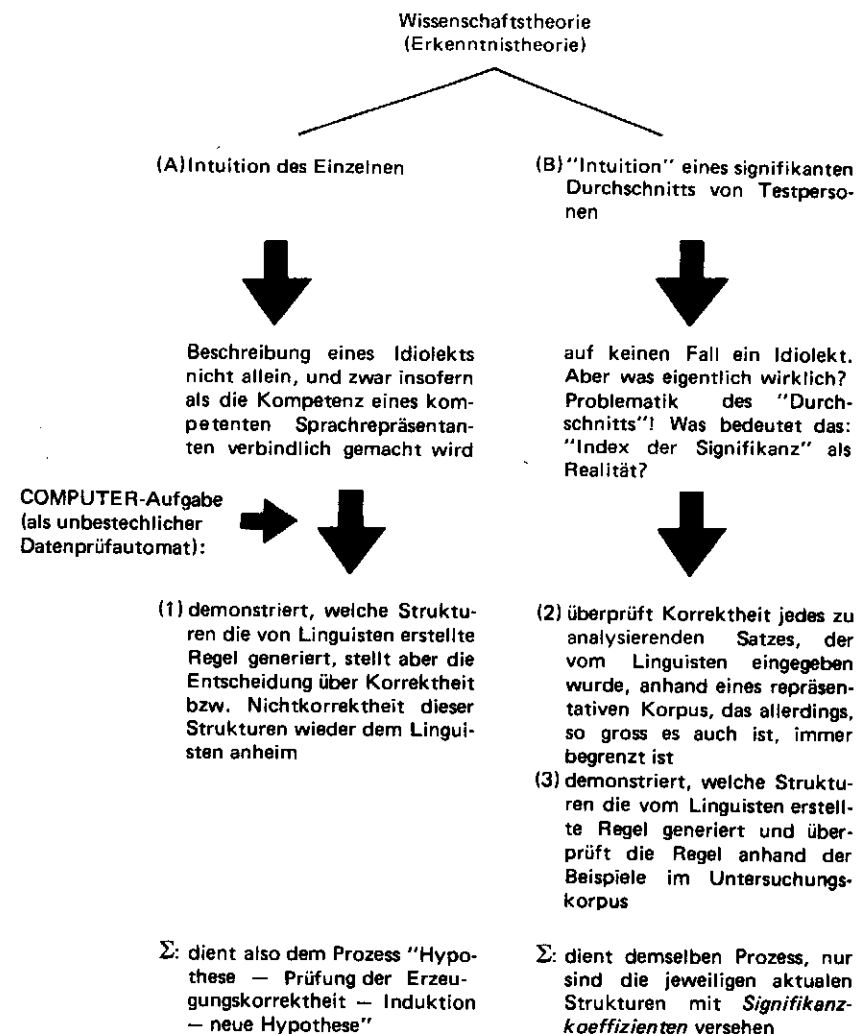 Wissenschaftstheorie
(Erkenntnistheorie)
(A) Intuition des Einzelnen
(B) "Intuition" eines signifikanten
Durchschnitts von Testperso-
nen
Beschreibung eines Idiolekts
nicht allein, und zwar insofern
als die Kompetenz eines kom-
petenten Sprachrepräsentan-
ten verbindlich gemacht wird
auf keinen Fall ein Idiolekt.
Aber was eigentlich wirklich?
Problematik des "Durch-
schnitts"! Was bedeutet das:
"Index der Signifikanz" als
Realität?
COMPUTER-Aufgabe
(als unbestechlicher
Datenprüfautomat):
(1) demonstriert, welche Struktu-
ren die von Linguisten erstellte
Regel generiert, stellt aber die
Entscheidung über Korrektheit
bzw. Nichtkorrektheit dieser
Strukturen wieder dem Lingui-
sten anheim
(2) überprüft Korrektheit jedes zu
analysierenden Satzes, der
vom Linguisten eingegeben
wurde, anhand eines repräsen-
tativen Korpus, das allerdings,
so gross es auch ist, immer
begrenzt ist
(3) demonstriert, welche Struktu-
ren die vom Linguisten erstell-
te Regel generiert und über-
prüft die Regel anhand der
Beispiele im Untersuchungs-
korpus
Σ: dient also dem Prozess "Hypo-
these — Prüfung der Erzeu-
gungskorrektheit — Induktion
— neue Hypothese"
Σ: dient demselben Prozess, nur
sind die jeweiligen aktualen
Strukturen mit Signifikanz-
koeffizienten versehen